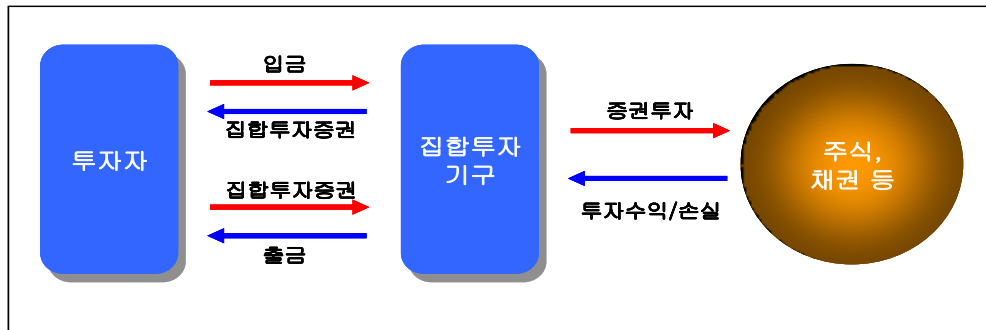 입금
집합투자증권
투자자
집합투자증권
출금
집합투자
기구
증권투자
투자수익/손실
주식,
채권 등